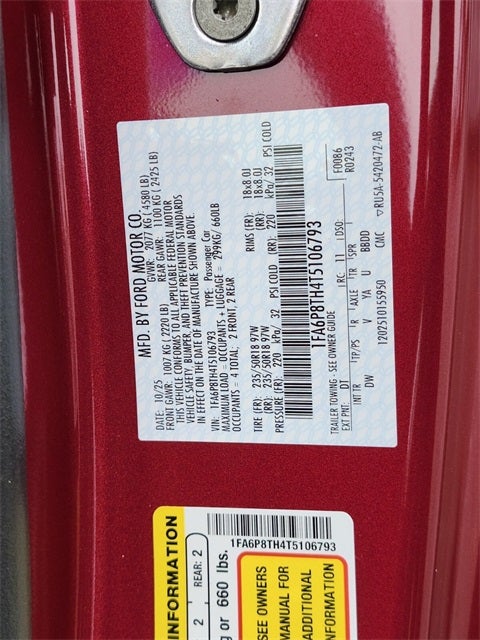 MFD. BY FORD MOTOR CO.
DATE: 10/25 GVWR: 2077 KG ( 4580 LB)
FRONT GAWR: 1007 KG ( 2220 LB) REAR GAWR: 1100 KG ( 2425 LB)
THIS VEHICLE CONFORMS TO ALL APPLICABLE FEDERAL MOTOR
VEHICLE SAFETY, BUMPER, AND THEFT PREVENTION STANDARDS
IN EFFECT ON THE DATE OF MANUFACTURE SHOWN ABOVE.
VIN: 1FA6P8TH4T5106793 TYPE: Passenger Car
MAXIMUM LOAD = OCCUPANTS + LUGGAGE = 299KG/ 660LB
OCCUPANTS = 4 TOTAL, 2 FRONT, 2 REAR
TIRE (FR): 235/50R18 97W RIMS (FR): 18x8.0J
(RR): 235/50R18 97W (RR): 18x8.0J
PRESSURE (FR): 220 kPa/ 32 PSI COLD (RR): 220 kPa/ 32 PSI COLD
1FA6P8TH4T5106793
F0086
R0243
TRAILER TOWING - SEE OWNER GUIDE
EXT PNT: DT RC: 11 DSO:
INT TR TP/PS R AXLE TR SPR
DW V YA U BBDD
CMC ▽RU5A-5420472-AB
1202510155950
INFORMATION
2 REAR: 2
g or 660 lbs.
1FA6P8TH4T5106793
SEE OWNERS
MANUAL FOR
ADDITIONAL
INFORMATION